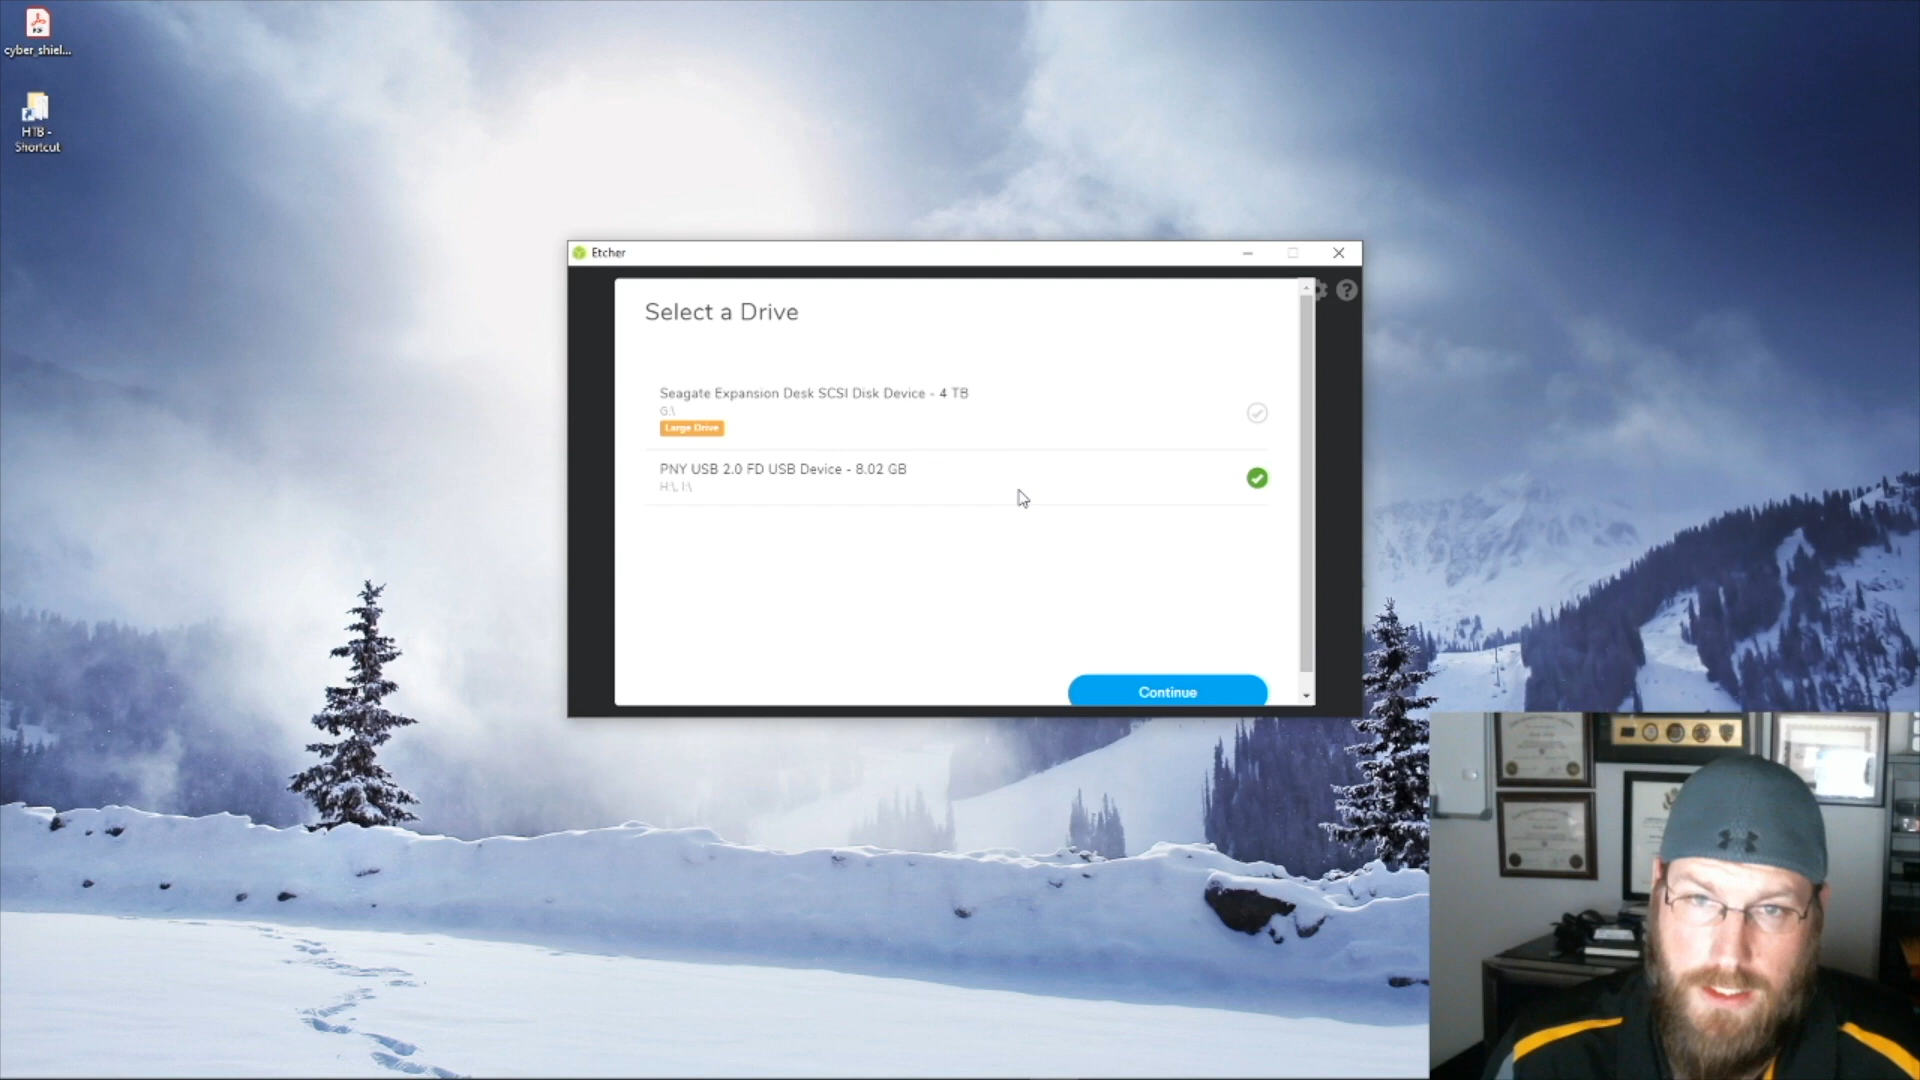 cyber_shiel...
HTB -
Shortcut
Etcher
Select a Drive
Seagate Expansion Desk SCSI Disk Device - 4 TB
G:\
Large Drive
PNY USB 2.0 FD USB Device - 8.02 GB
H:\, I:\
Continue